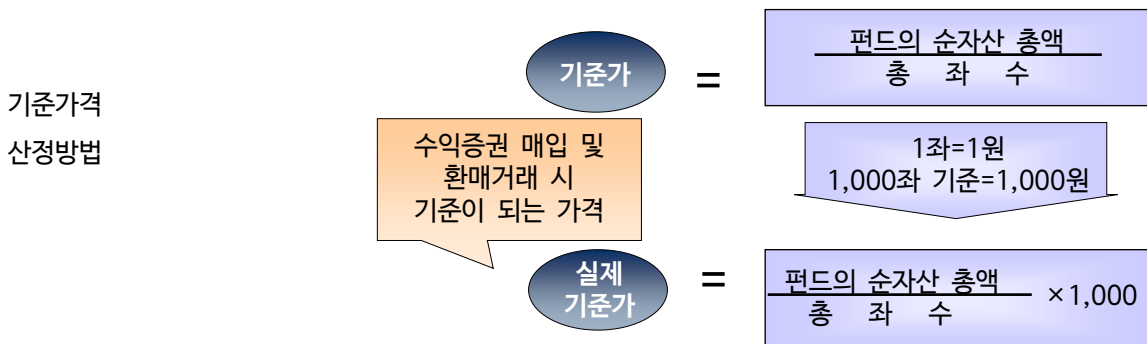 기준가격
산정방법
기준가
=
펀드의 순자산 총액
총 좌 수
수익증권 매입 및
환매거래 시
기준이 되는 가격
1좌=1원
1,000좌 기준=1,000원
실제
기준가
=
펀드의 순자산 총액
총 좌 수
×1,000